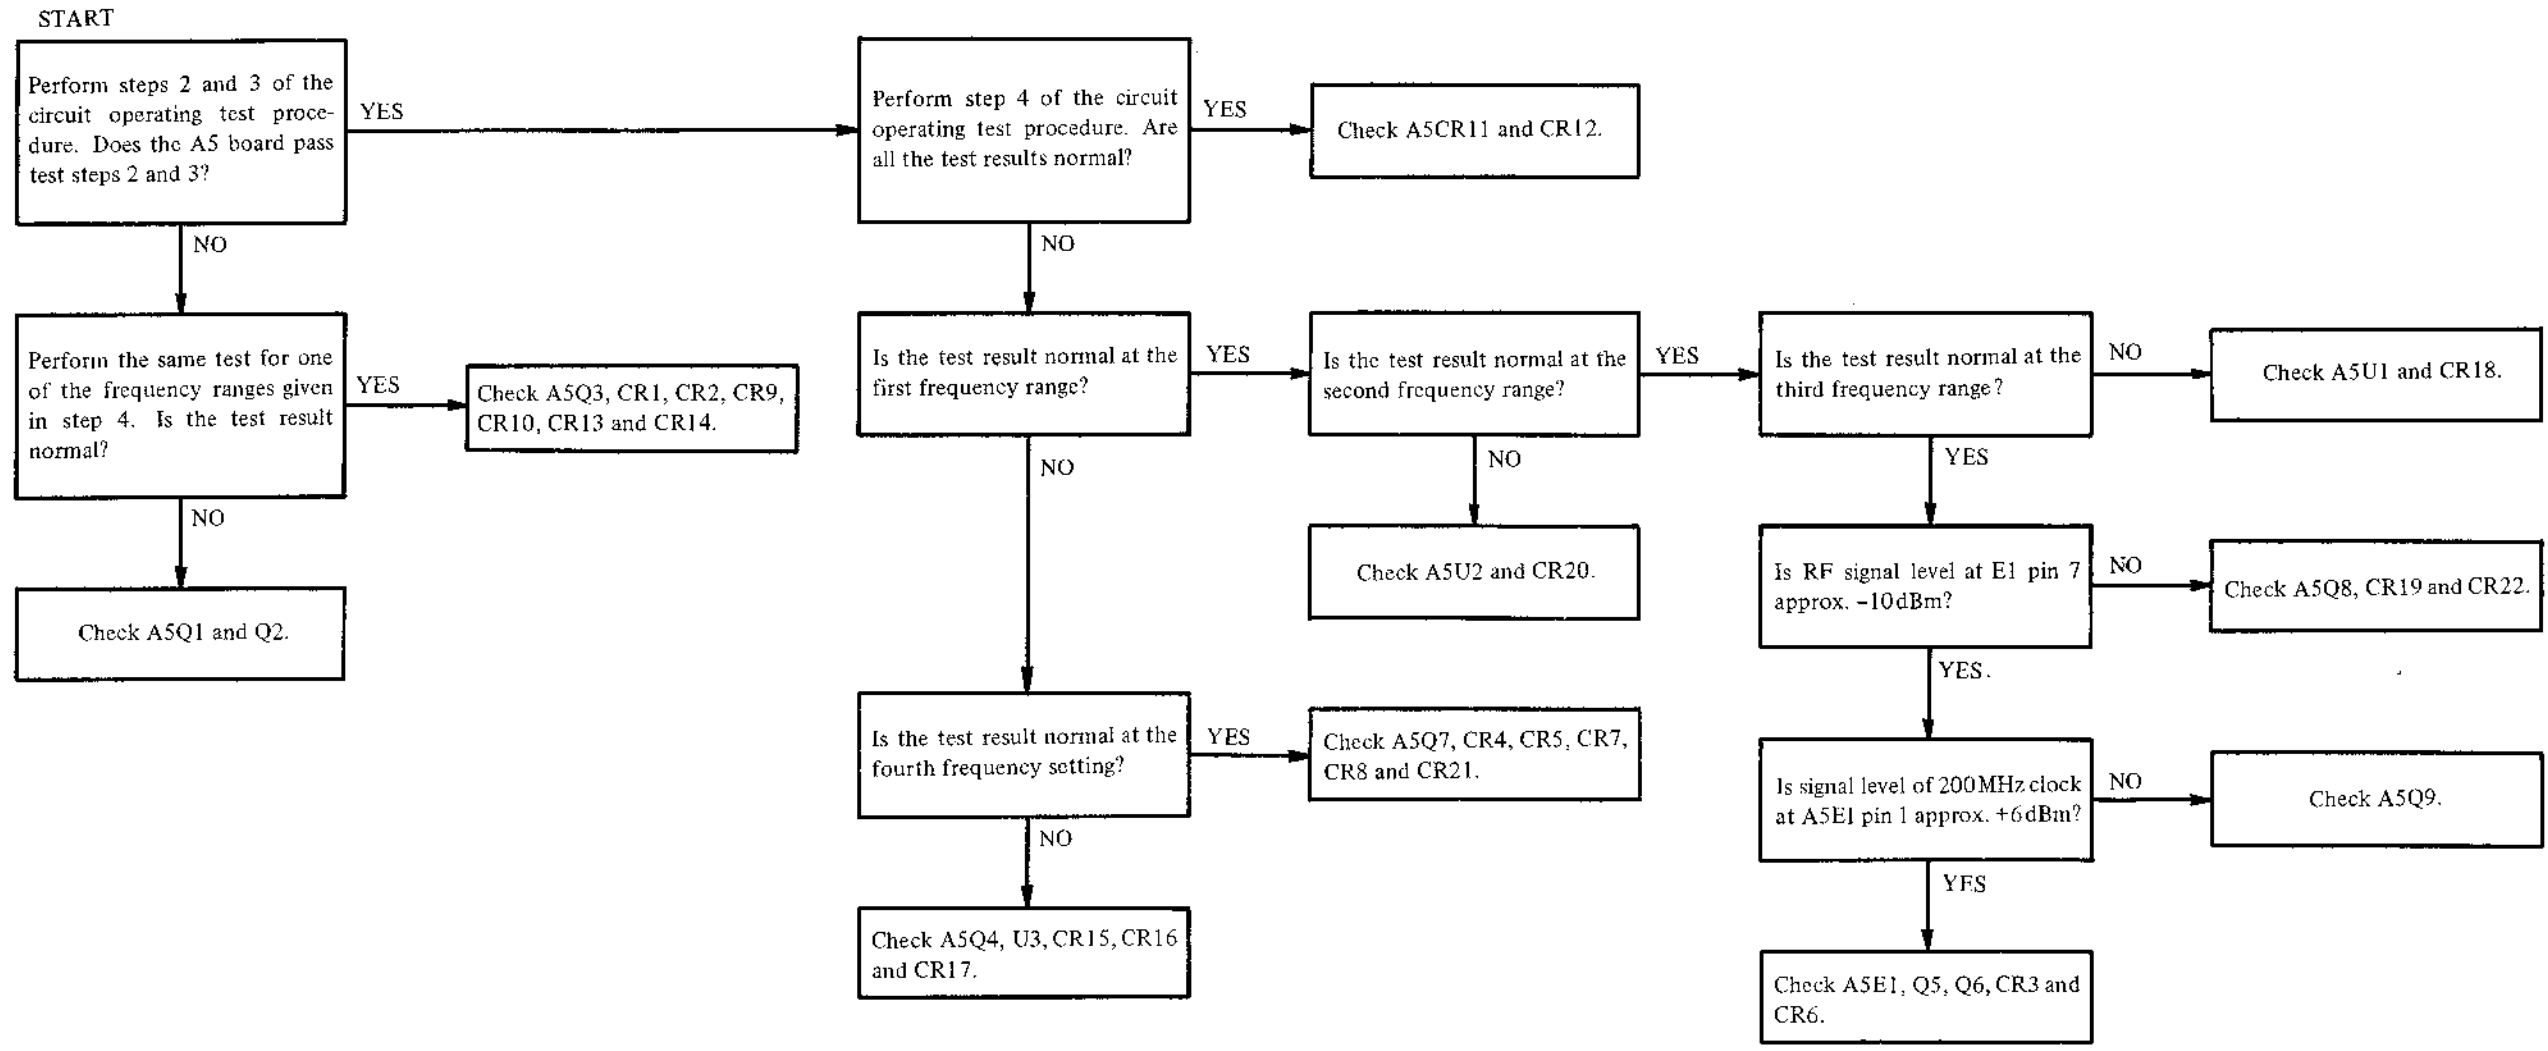 START
Perform steps 2 and 3 of the
circuit operating test proce-
dure. Does the A5 board pass
test steps 2 and 3?
YES
Perform step 4 of the circuit
operating test procedure. Are
all the test results normal?
YES
Check A5CR11 and CR12.
NO
NO
Perform the same test for one
of the frequency ranges given
in step 4. Is the test result
normal?
YES
Check A5Q3, CR1, CR2, CR9,
CR10, CR13 and CR14.
Is the test result normal at the
first frequency range?
YES
Is the test result normal at the
second frequency range?
YES
Is the test result normal at the
third frequency range?
NO
Check A5U1 and CR18.
NO
NO
NO
YES
Check A5Q1 and Q2.
Check A5U2 and CR20.
Is RF signal level at E1 pin 7
approx. -10dBm?
NO
Check A5Q8, CR19 and CR22.
YES.
Is the test result normal at the
fourth frequency setting?
YES
Check A5Q7, CR4, CR5, CR7,
CR8 and CR21.
Is signal level of 200MHz clock
at A5E1 pin 1 approx. +6dBm?
NO
Check A5Q9.
NO
YES
Check A5Q4, U3, CR15, CR16
and CR17.
Check A5E1, Q5, Q6, CR3 and
CR6.